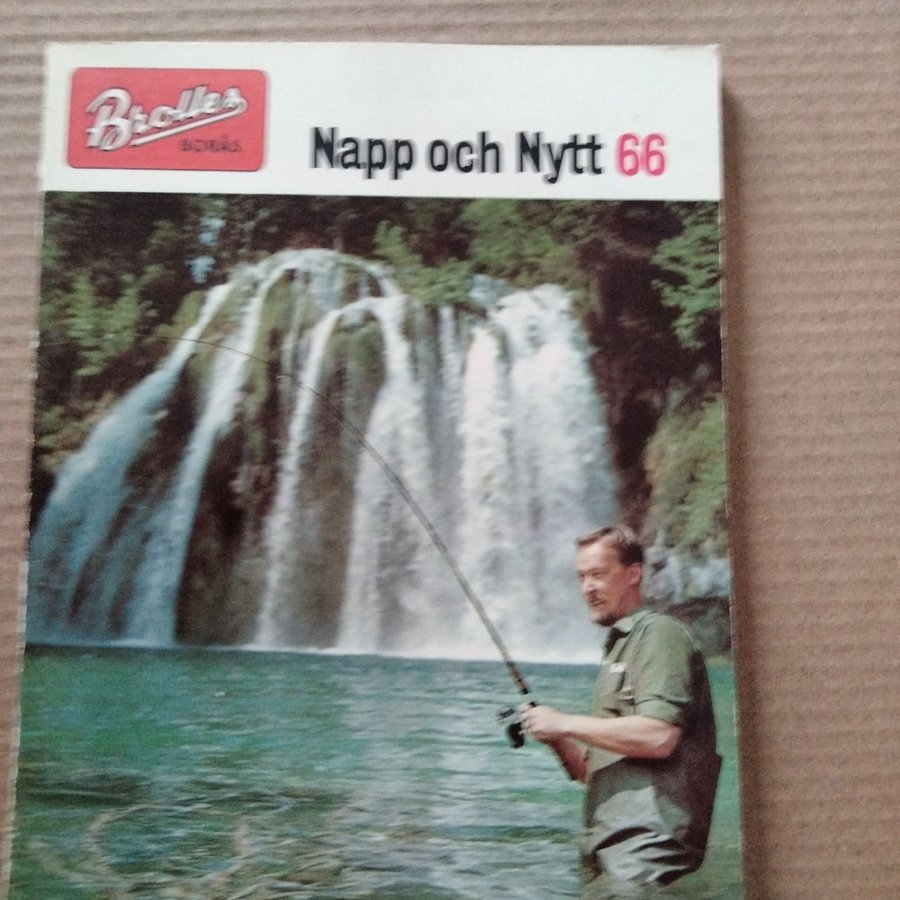 Brolles
BORÅS
Napp och Nytt 66